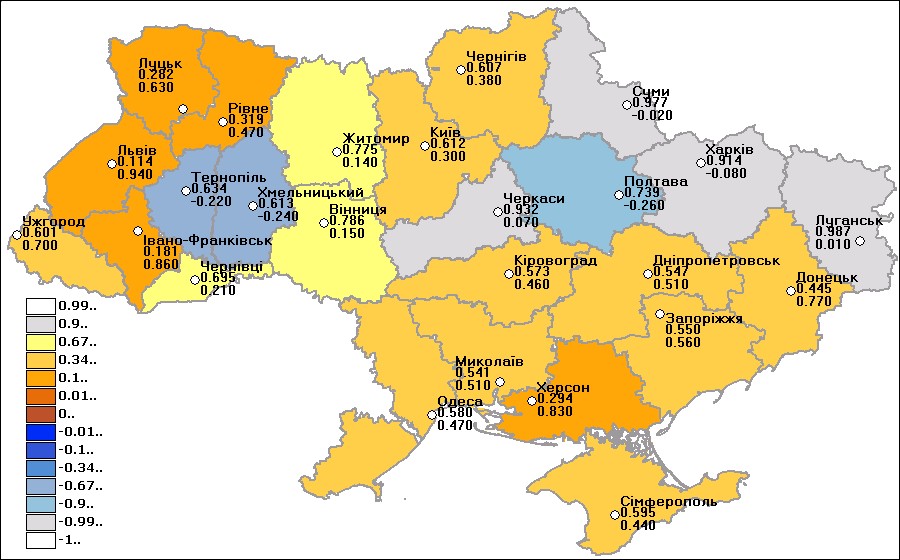 Луцьк
0.282
0.630
Рівне
0.319
0.470
Чернігів
0.607
0.380
Суми
0.977
-0.020
Львів
0.114
0.940
Житомир
0.775
0.140
Київ
0.612
0.300
Харків
0.914
-0.080
Тернопіль
0.634
-0.220
Хмельницький
0.613
-0.240
Вінниця
0.786
0.150
Черкаси
0.932
0.070
Полтава
0.739
-0.260
Ужгород
0.601
0.700
Івано-Франківськ
0.181
0.860
Чернівці
0.695
0.210
Кіровоград
0.573
0.460
Дніпропетровськ
0.547
0.510
Луганськ
0.987
0.010
Донецьк
0.445
0.770
Запоріжжя
0.550
0.560
Миколаїв
0.541
0.510
Херсон
0.294
0.830
Одеса
0.580
0.470
Сімферополь
0.595
0.440
0.99..
0.9..
0.67..
0.34..
0.1..
0.01..
0..
-0.01..
-0.1..
-0.34..
-0.67..
-0.9..
-0.99..
-1..